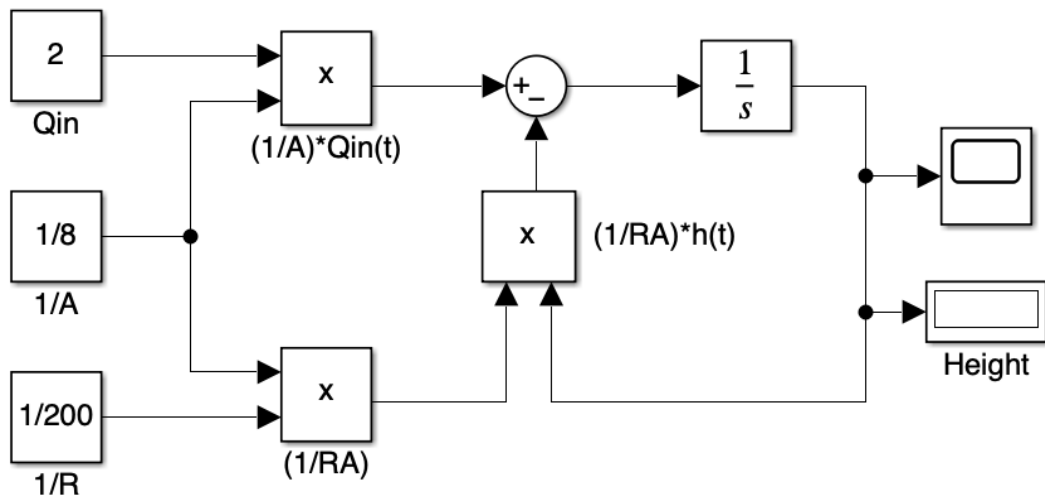 2
Qin
x
(1/A)*Qin(t)
+
−
1
s
1/8
1/A
x
(1/RA)*h(t)
Height
1/200
1/R
x
(1/RA)